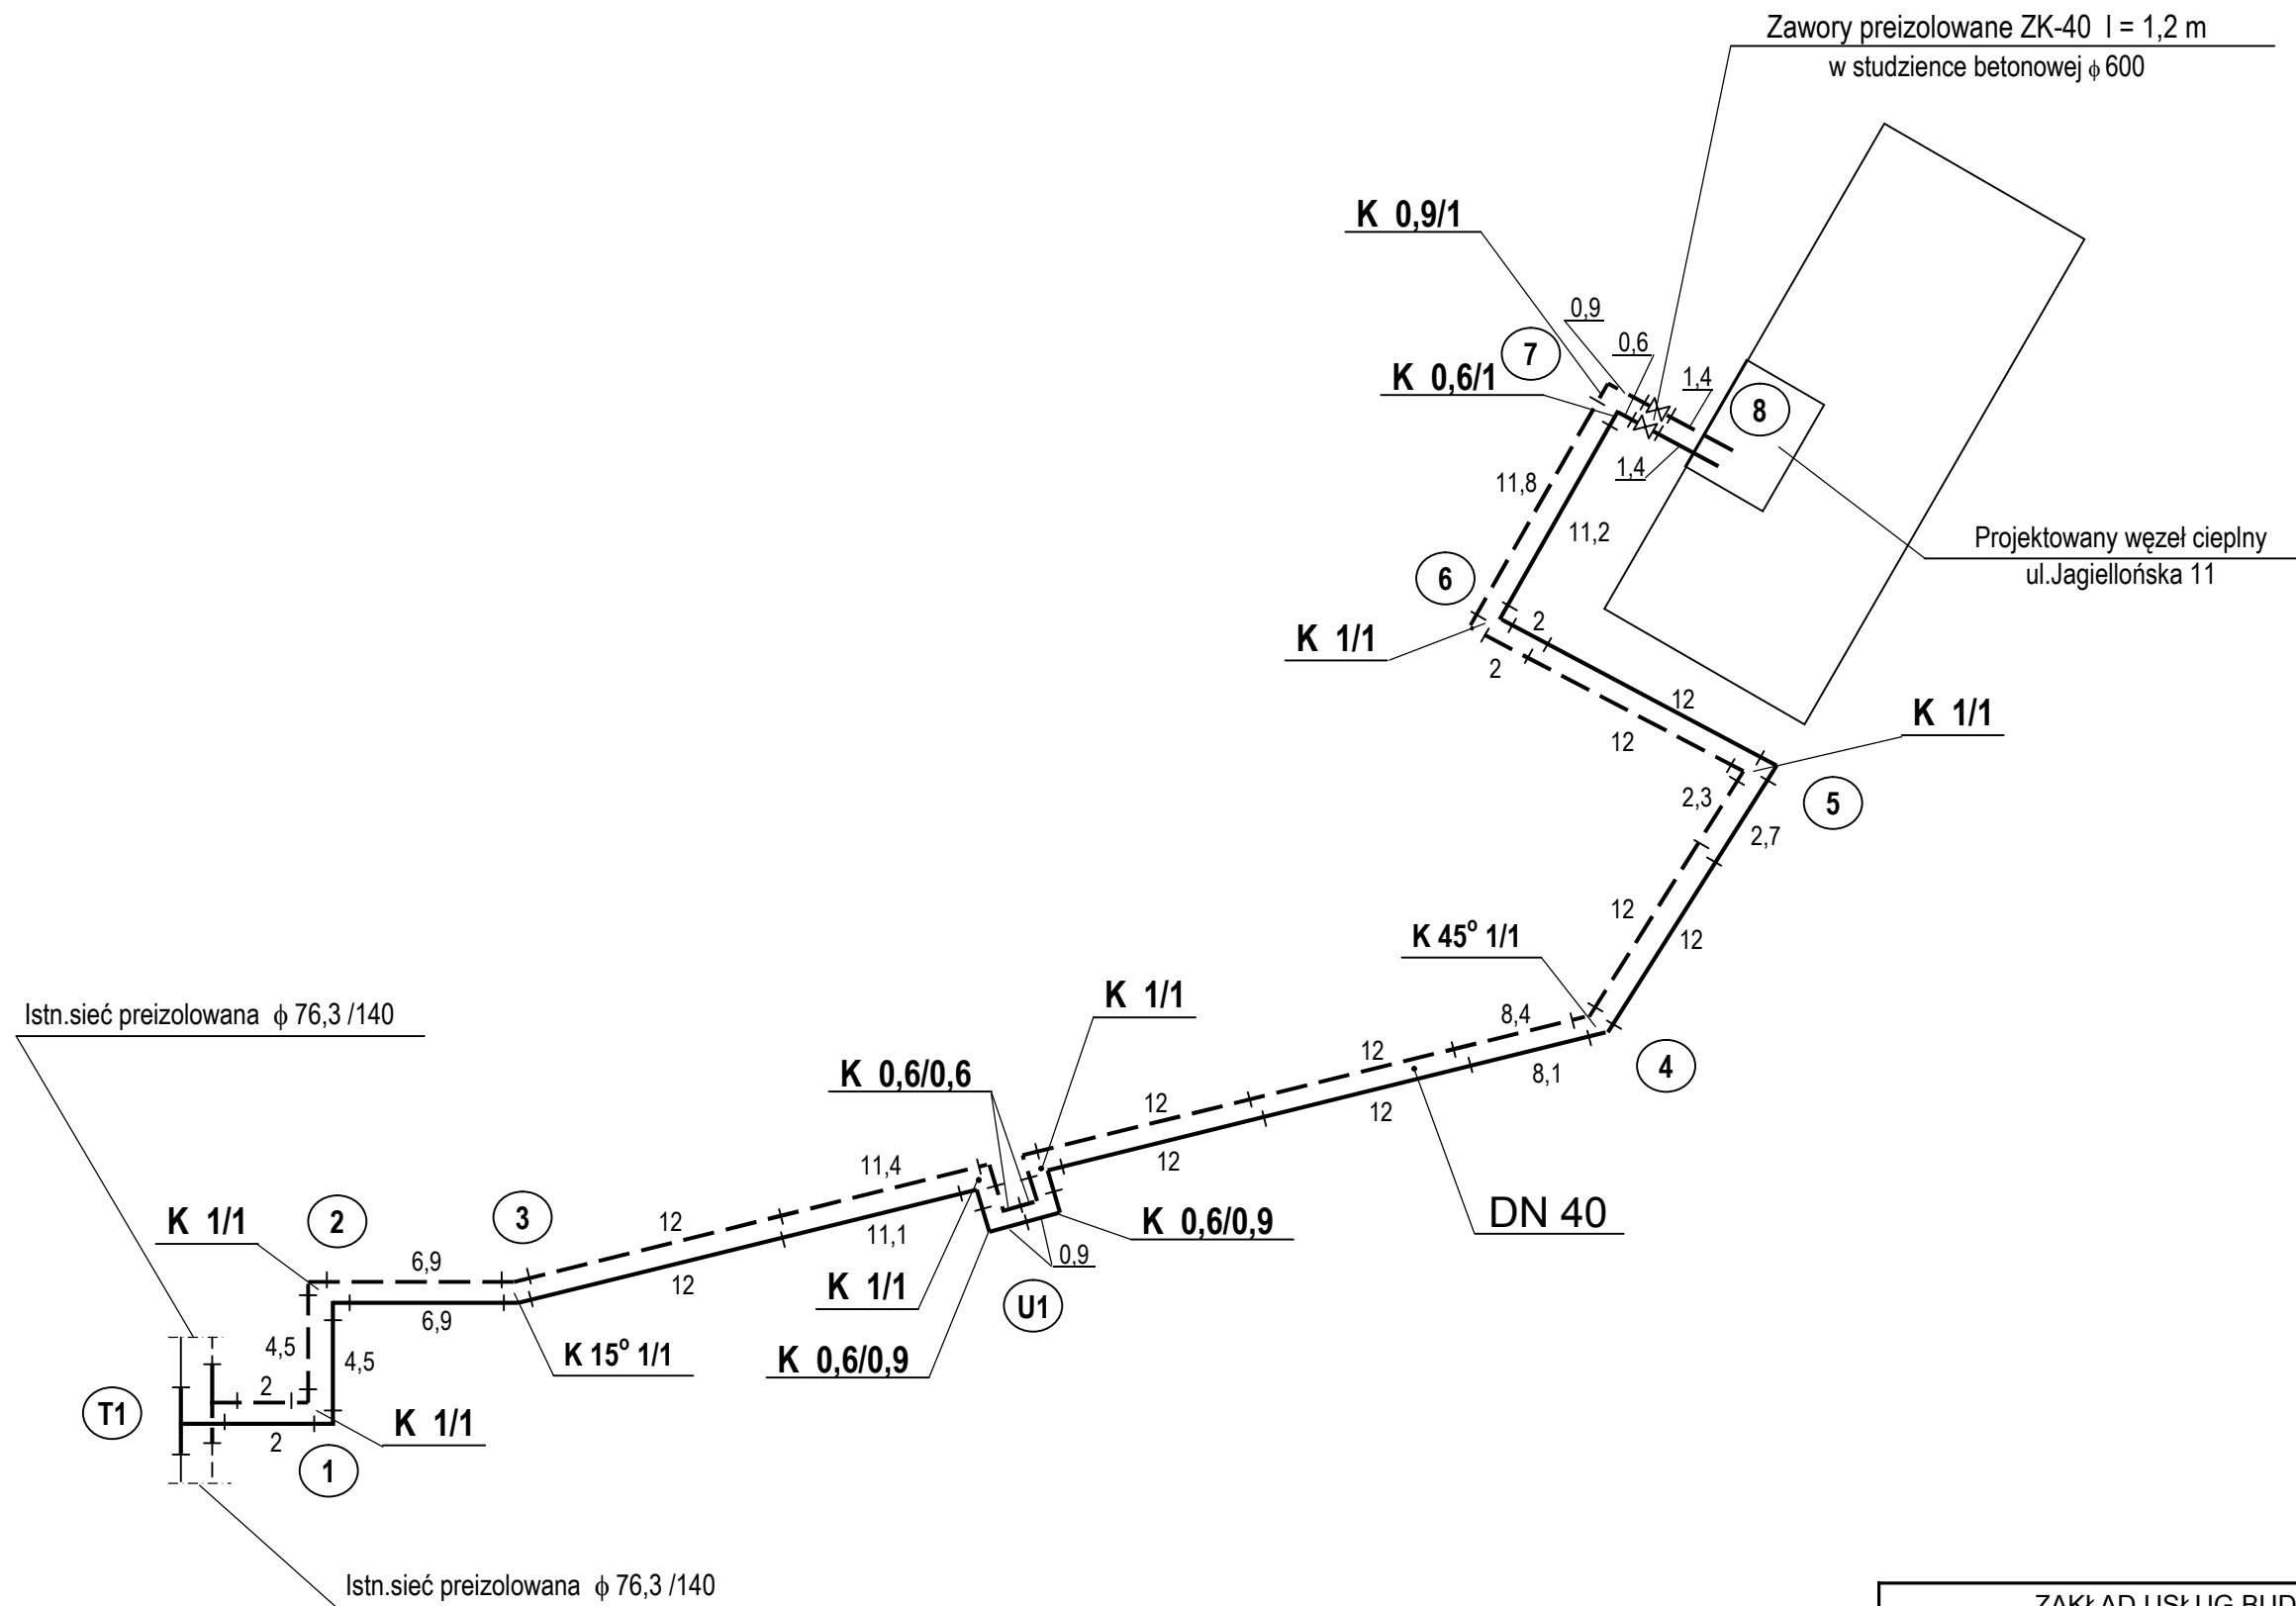 Zawory preizolowane ZK-40 l = 1,2 m
w studzience betonowej ϕ 600
K 0,9/1
0,9
0,6
7
K 0,6/1
1,4
8
1,4
11,8
11,2
Projektowany węzeł cieplny
ul.Jagiellońska 11
6
2
K 1/1
2
12
K 1/1
12
2,3
5
2,7
12
K 45° 1/1
12
K 1/1
Istn.sieć preizolowana ϕ 76,3 /140
8,4
12
K 0,6/0,6
4
8,1
12
12
12
11,4
DN 40
K 1/1
2
3
12
K 0,6/0,9
11,1
0,9
6,9
12
K 1/1
U1
6,9
4,5
4,5
K 15° 1/1
K 0,6/0,9
2
T1
K 1/1
2
1
Istn.sieć preizolowana ϕ 76,3 /140